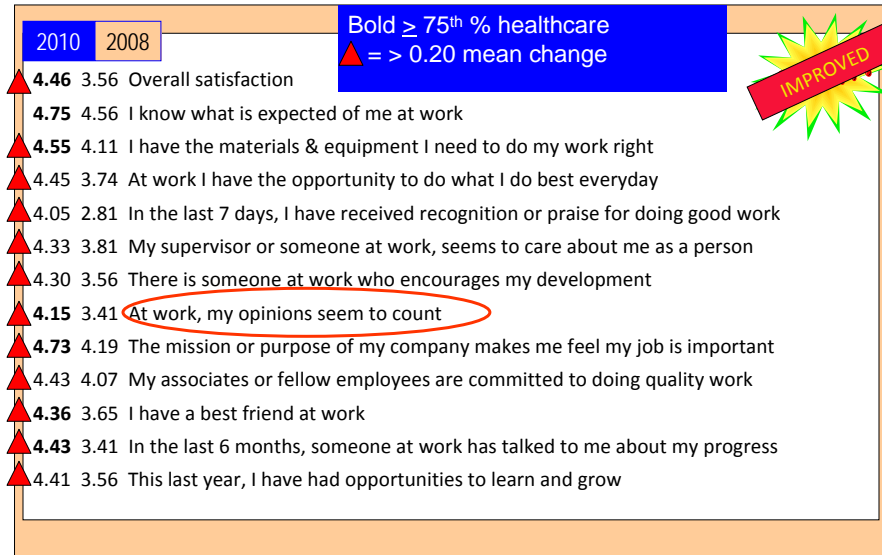 2010 2008
Bold ≥ 75th % healthcare
= > 0.20 mean change
IMPROVED
4.46 3.56 Overall satisfaction
4.75 4.56 I know what is expected of me at work
4.55 4.11 I have the materials & equipment I need to do my work right
4.45 3.74 At work I have the opportunity to do what I do best everyday
4.05 2.81 In the last 7 days, I have received recognition or praise for doing good work
4.33 3.81 My supervisor or someone at work, seems to care about me as a person
4.30 3.56 There is someone at work who encourages my development
4.15 3.41 At work, my opinions seem to count
4.73 4.19 The mission or purpose of my company makes me feel my job is important
4.43 4.07 My associates or fellow employees are committed to doing quality work
4.36 3.65 I have a best friend at work
4.43 3.41 In the last 6 months, someone at work has talked to me about my progress
4.41 3.56 This last year, I have had opportunities to learn and grow